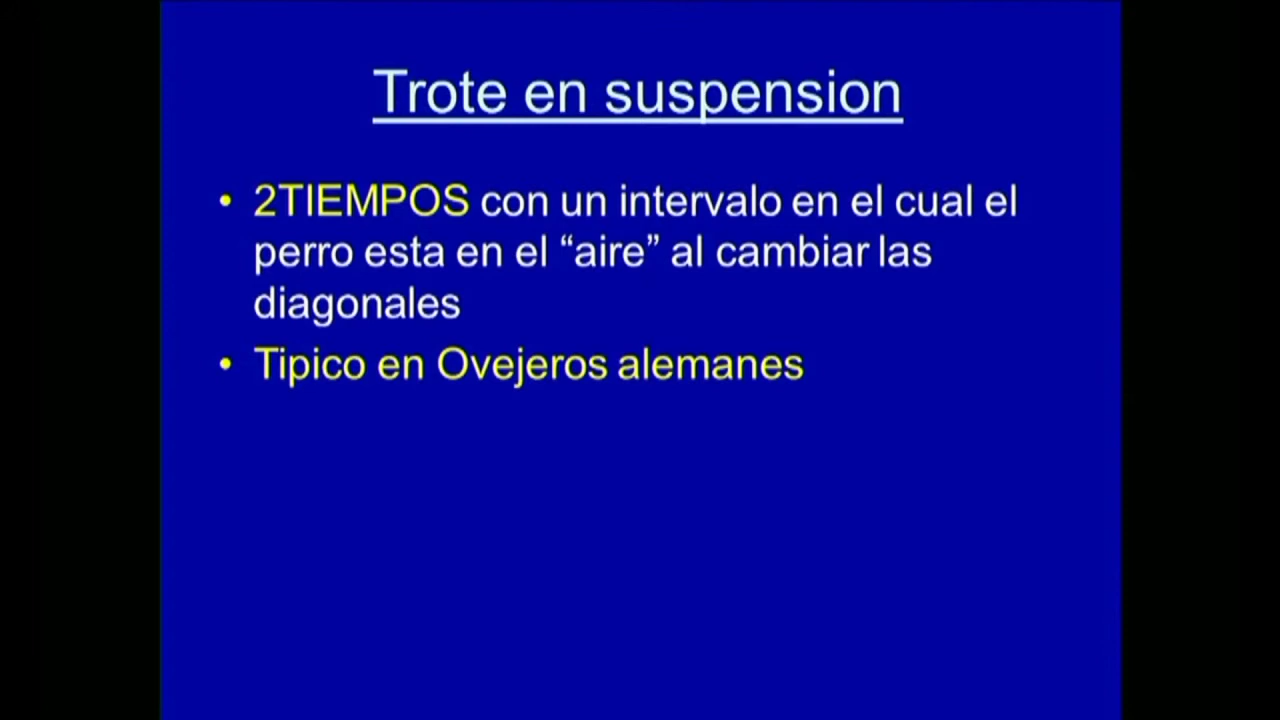 Trote en suspension
• 2TIEMPOS con un intervalo en el cual el
perro esta en el “aire” al cambiar las
diagonales
• Tipico en Ovejeros alemanes